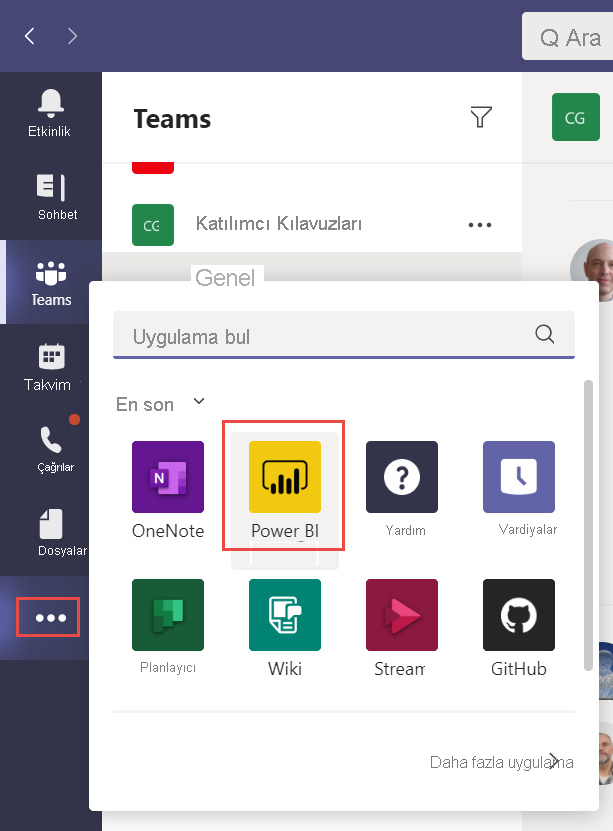 Ara
Etkinlik
Sohbet
Teams
Takvim
Çağrılar
Dosyalar
Teams
CG
CG
Katılımcı Kılavuzları
Genel
Uygulama bul
En son
N
OneNote
Power BI
?
Yardım
Vardiyalar
Planlayıcı
Wiki
Stream
GitHub
Daha fazla uygulama